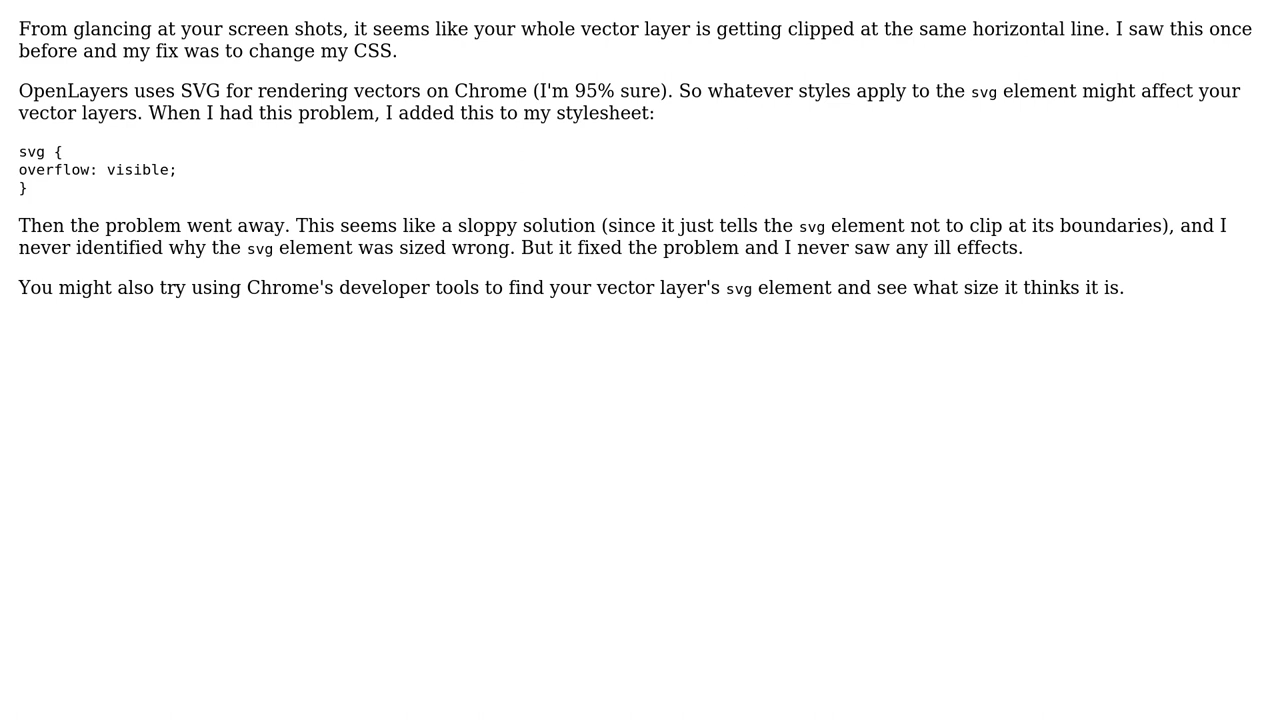 From glancing at your screen shots, it seems like your whole vector layer is getting clipped at the same horizontal line. I saw this once
before and my fix was to change my CSS.
OpenLayers uses SVG for rendering vectors on Chrome (I'm 95% sure). So whatever styles apply to the svg element might affect your
vector layers. When I had this problem, I added this to my stylesheet:
svg {
overflow: visible;
}
Then the problem went away. This seems like a sloppy solution (since it just tells the svg element not to clip at its boundaries), and I
never identified why the svg element was sized wrong. But it fixed the problem and I never saw any ill effects.
You might also try using Chrome's developer tools to find your vector layer's svg element and see what size it thinks it is.